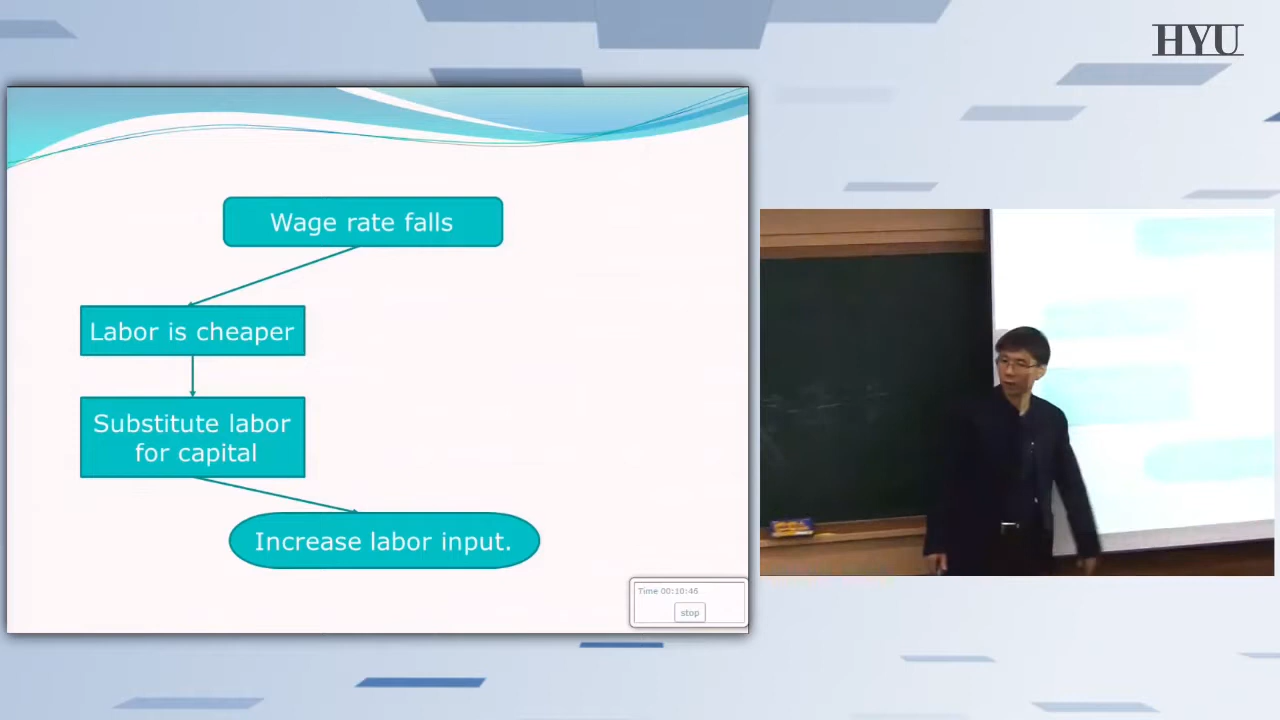 HYU
Wage rate falls
Labor is cheaper
Substitute labor
for capital
Increase labor input.
Time 00:10:46
stop